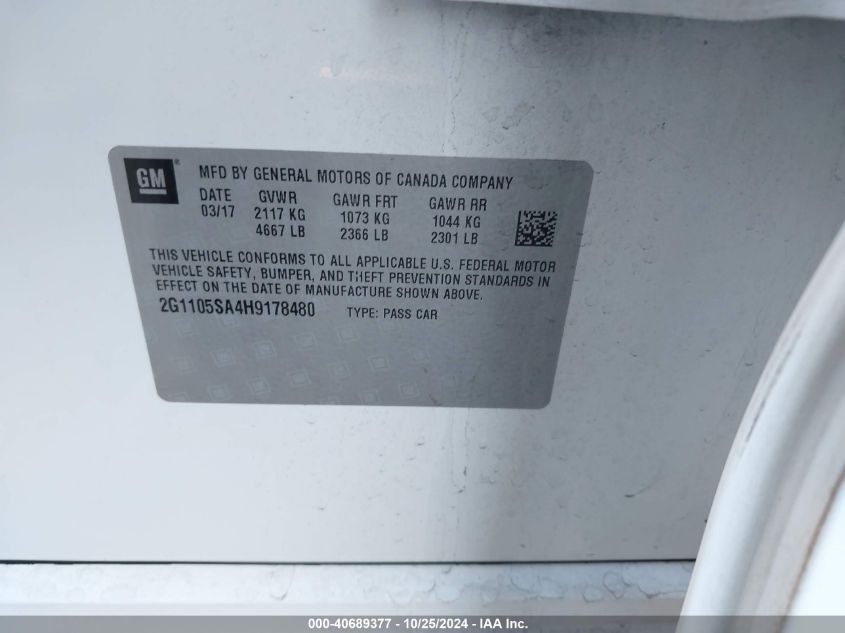 GM
MFD BY GENERAL MOTORS OF CANADA COMPANY
DATE GVWR GAWR FRT GAWR RR
03/17 2117 KG 1073 KG 1044 KG
4667 LB 2366 LB 2301 LB
THIS VEHICLE CONFORMS TO ALL APPLICABLE U.S. FEDERAL MOTOR
VEHICLE SAFETY, BUMPER, AND THEFT PREVENTION STANDARDS IN
EFFECT ON THE DATE OF MANUFACTURE SHOWN ABOVE.
2G1105SA4H9178480 TYPE: PASS CAR
000-40689377 - 10/25/2024 - IAA Inc.